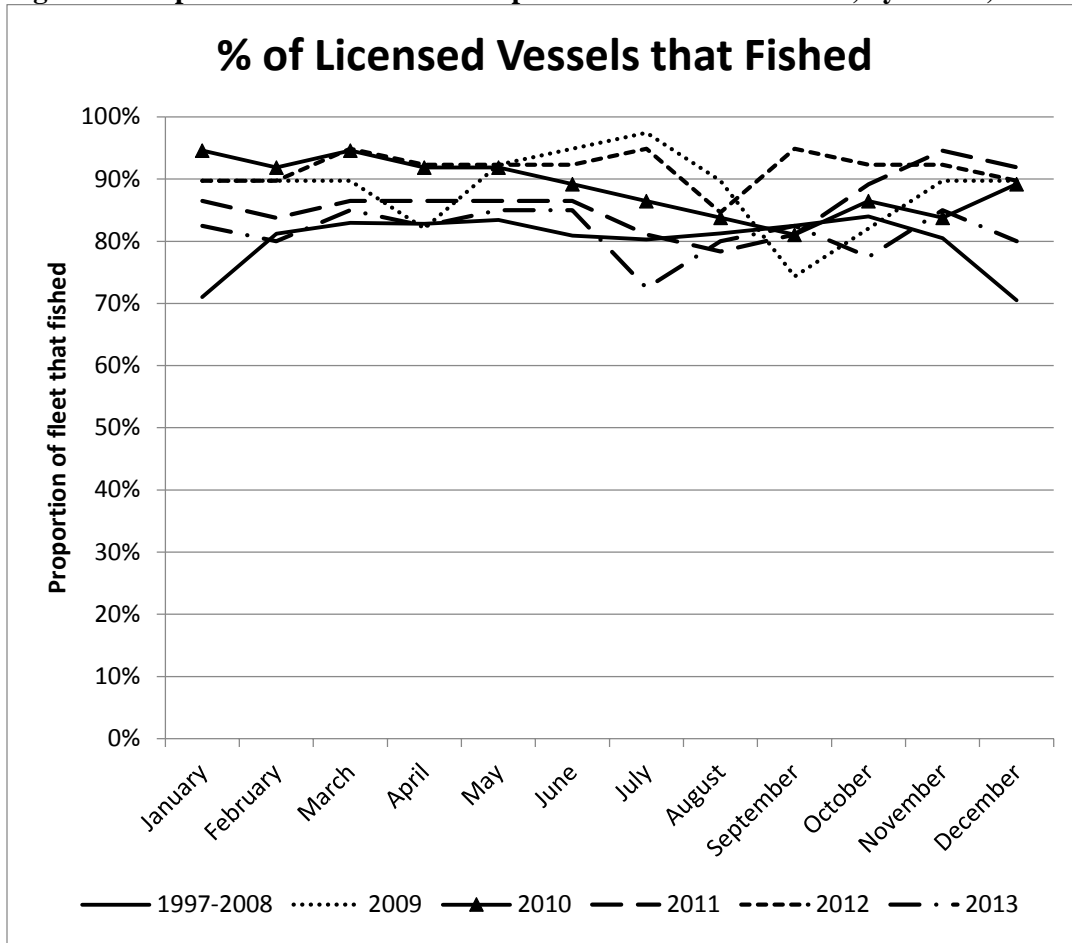 % of Licensed Vessels that Fished
Proportion of fleet that fished
100%
90%
80%
70%
60%
50%
40%
30%
20%
10%
0%
January
February
March
April
May
June
July
August
September
October
November
December
1997-2008 2009 2010 2011 2012 2013